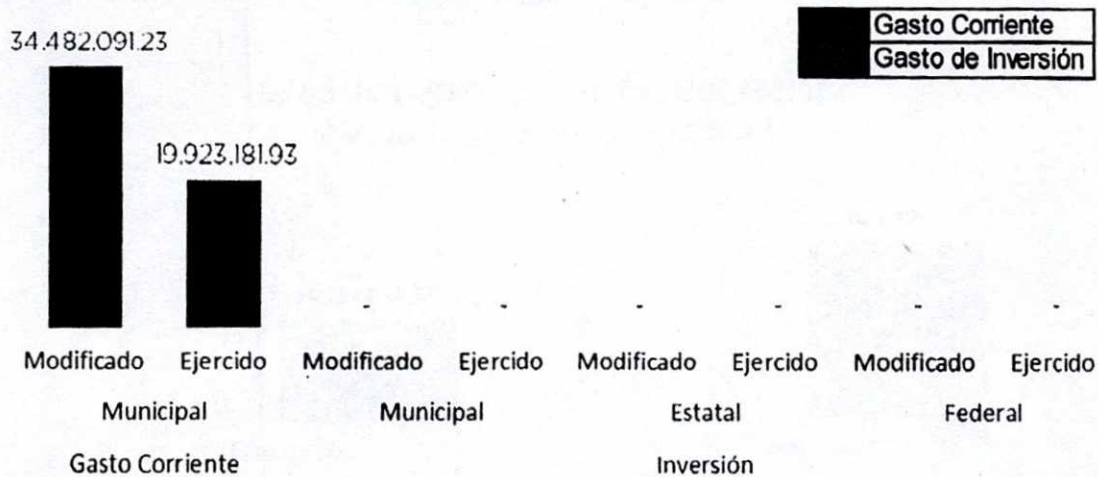 Gasto Corriente
Gasto de Inversión
34.482.091.23
19.923.181.93
- - - - - -
Modificado Ejercido Modificado Ejercido Modificado Ejercido Modificado Ejercido
Municipal Municipal Estatal Federal
Gasto Corriente Inversión